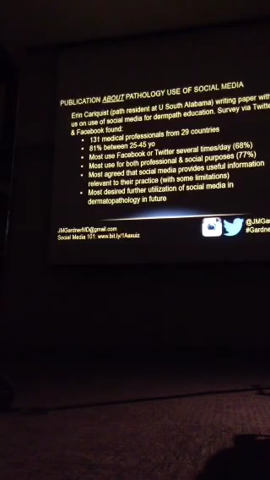 PUBLICATION ABOUT PATHOLOGY USE OF SOCIAL MEDIA
Erin Carlquist (path resident at U South Alabama) writing paper with
us on use of social media for dermpath education. Survey via Twitte
& Facebook found:
• 131 medical professionals from 29 countries
• 81% between 25-45 yo
• Most use Facebook or Twitter several times/day (68%)
• Most use for both professional & social purposes (77%)
• Most agreed that social media provides useful information
relevant to their practice (with some limitations)
• Most desired further utilization of social media in
dermatopathology in future
JMGardnerMD@gmail.com
Social Media 101: www.bit.ly/
@JMGa
#Gardne